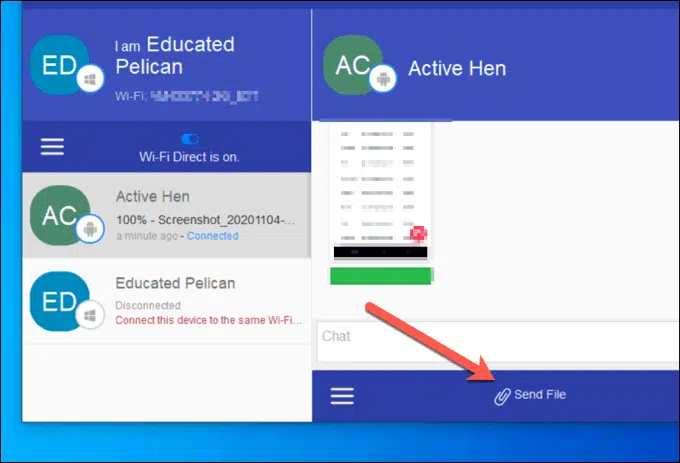 ED
I am Educated
Pelican
Wi-Fi,
Wi-Fi Direct is on.
AC
Active Hen
100% - Screenshot_20201104-...
a minute ago - Connected
ED
Educated Pelican
Disconnected
Connect this device to the same Wi-Fi...
AC
Active Hen
Chat
Send File